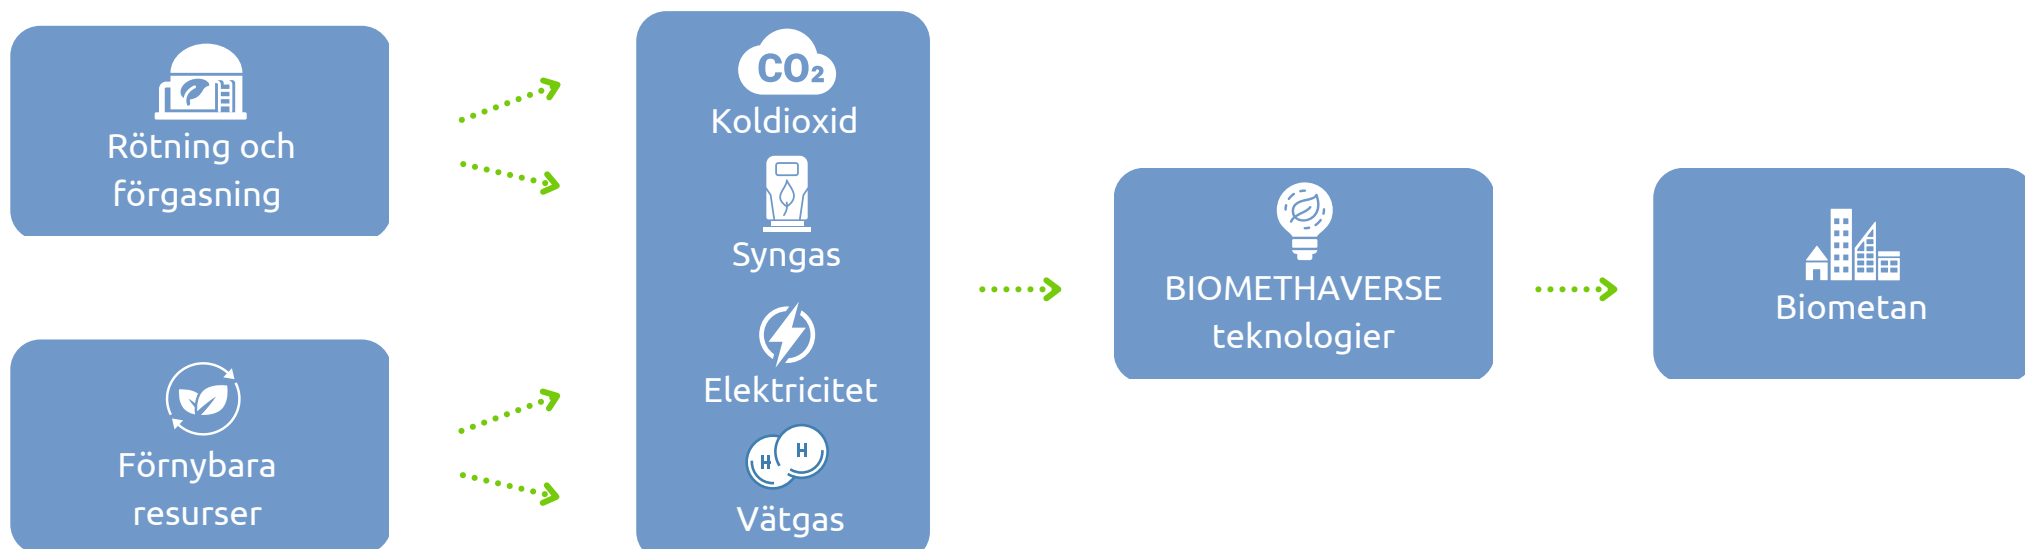 Rötning och
förgasning
Förnybara
resurser
CO₂
Koldioxid
Syngas
Elektricitet
H H
Vätgas
BIOMETHAVERSE
teknologier
Biometan